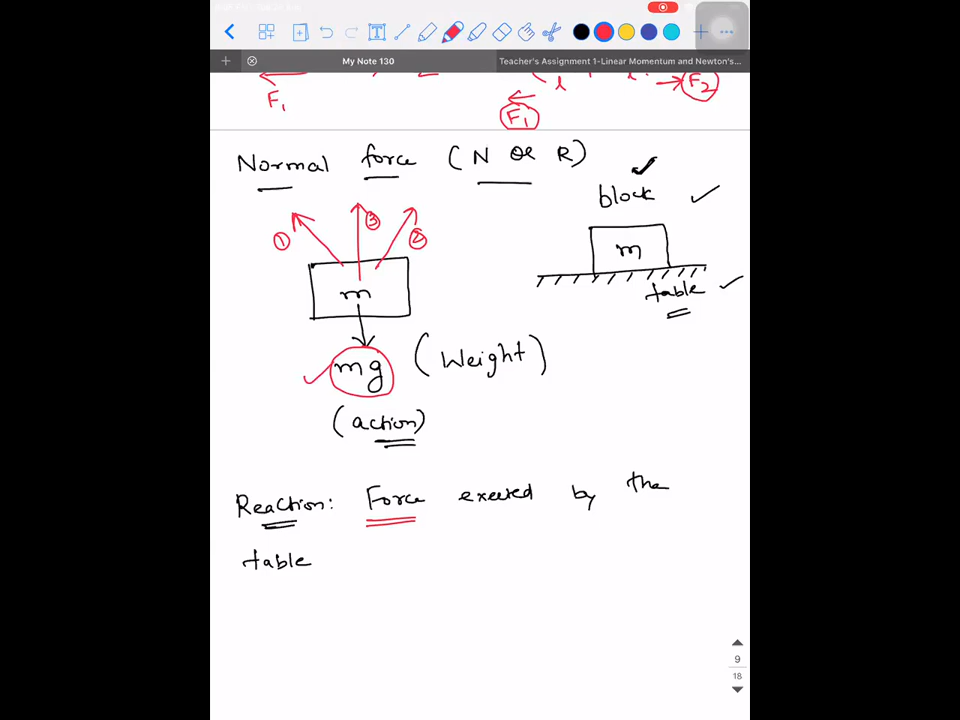 My Note 130
Teacher's Assignment 1-Linear Momentum and Newton's...
F₁
F₁
F₂
Normal force (N or R)
block
m
table
① ③ ②
m
mg (Weight)
(action)
Reaction: Force exerted by the
table
9
18